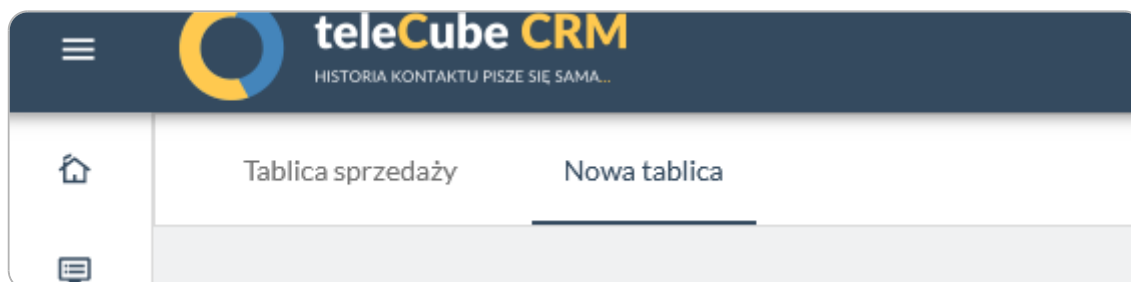 teleCube CRM
HISTORIA KONTAKTU PISZE SIĘ SAMA...
Tablica sprzedaży
Nowa tablica